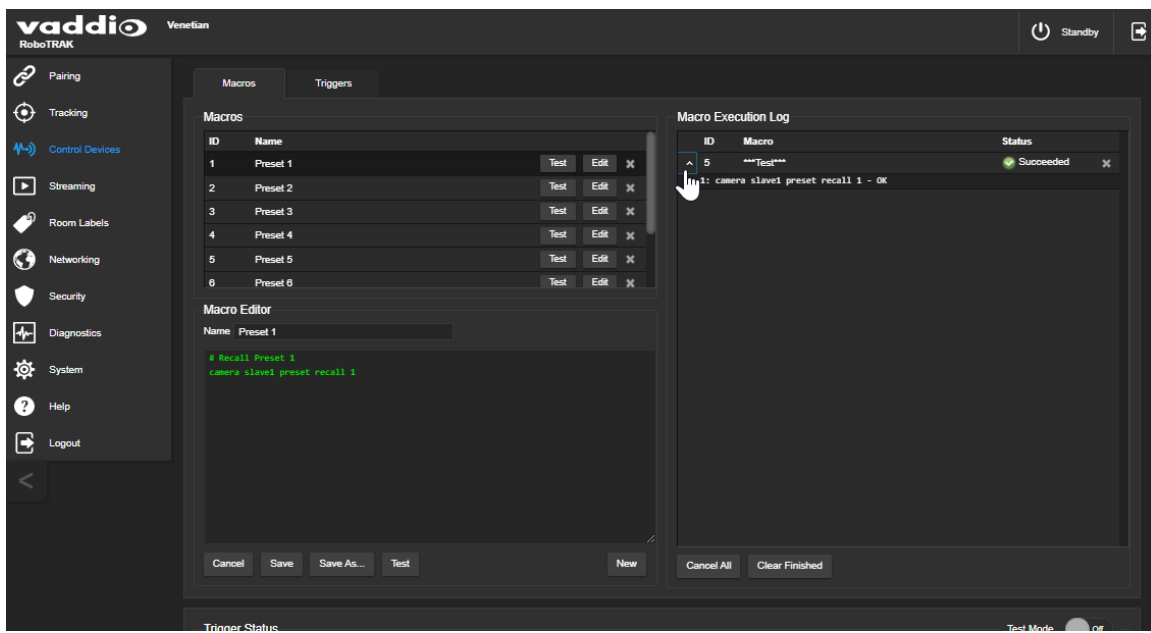 vaddio
RoboTRAK
Venetian
Standby
Pairing
Tracking
Control Devices
Streaming
Room Labels
Networking
Security
Diagnostics
System
Help
Logout
<
Macros Triggers
Macros
ID Name
1 Preset 1 Test Edit
2 Preset 2 Test Edit
3 Preset 3 Test Edit
4 Preset 4 Test Edit
5 Preset 5 Test Edit
6 Preset 6 Test Edit
Macro Editor
Name Preset 1
# Recall Preset 1
camera slave1 preset recall 1
Cancel Save Save As... Test New
Macro Execution Log
ID Macro Status
5 ***Test*** Succeeded
1: camera slave1 preset recall 1 - OK
Cancel All Clear Finished
Trigger Status
Test Mode Off